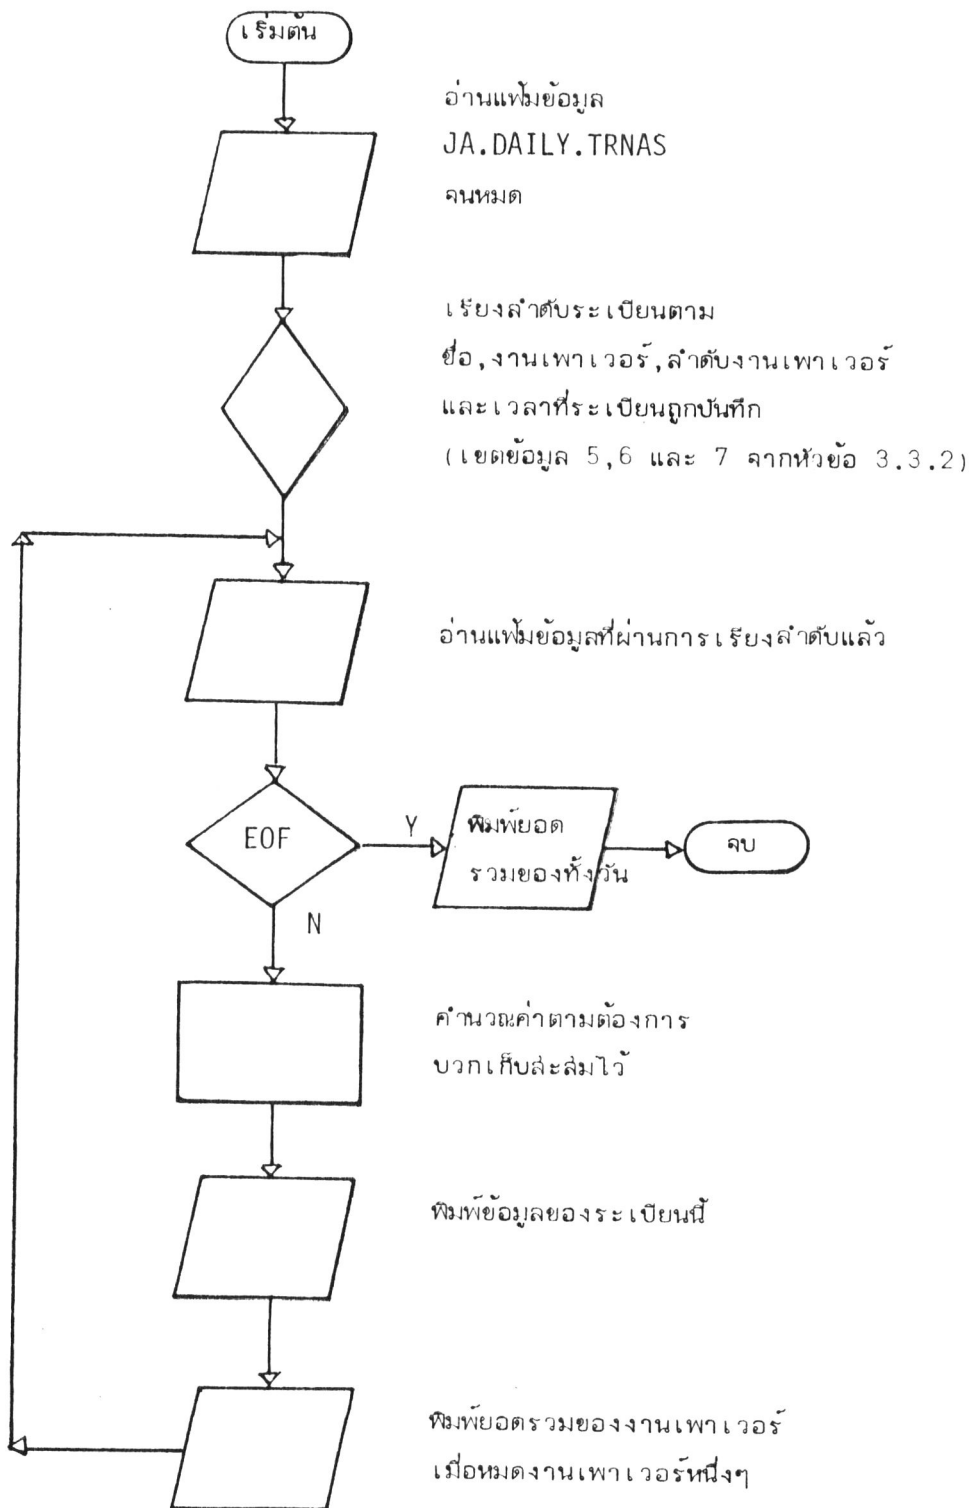 เริ่มต้น
อ่านแฟ้มข้อมูล
JA.DAILY.TRNAS
จนหมด
เรียงลำดับระเบียนตาม
ชื่อ,งานเพาเวอร์,ลำดับงานเพาเวอร์
และเวลาที่ระเบียนถูกบันทึก
(เขตข้อมูล 5,6 และ 7 จากหัวข้อ 3.3.2)
อ่านแฟ้มข้อมูลที่ผ่านการเรียงลำดับแล้ว
EOF
Y
พิมพ์ยอด
รวมของทั้งวัน
จบ
N
คำนวณค่าตามต้องการ
บวกเก็บสะสมไว้
พิมพ์ข้อมูลของระเบียนนี้
พิมพ์ยอดรวมของงานเพาเวอร์
เมื่อหมดงานเพาเวอร์หนึ่งๆ